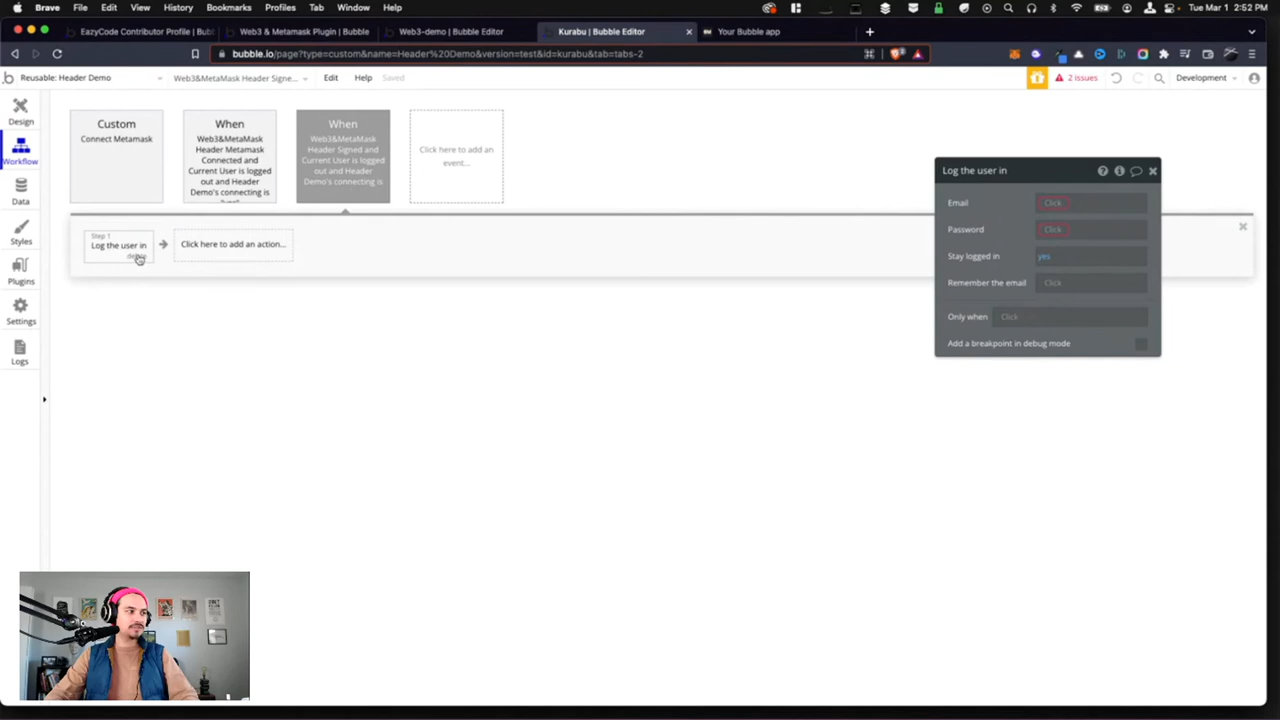 Brave File Edit View History Bookmarks Profiles Tab Window Help
Tue Mar 1 2:52 PM
EazyCode Contributor Profile | Bub
Web3 & Metamask Plugin | Bubble
Web3-demo | Bubble Editor
Kurabu | Bubble Editor
Your Bubble app
bubble.io/page?type=custom&name=Header%20Demo&version=test&id=kurabu&tab=tabs-2
Reusable: Header Demo
Web3&MetaMask Header Signe...
Edit
Help
Saved
2 issues
Development
Design
Workflow
Data
Styles
Plugins
Settings
Logs
Custom
Connect Metamask
When
Web3&MetaMask
Header Metamask
Connected and
Current User is logged
out and Header
Demo's connecting is
When
Web3&MetaMask
Header Signed and
Current User is logged
out and Header
Demo's connecting is
Click here to add an
event...
Step 1
Log the user in
delete
Click here to add an action...
Log the user in
Email Click
Password Click
Stay logged in yes
Remember the email Click
Only when Click
Add a breakpoint in debug mode